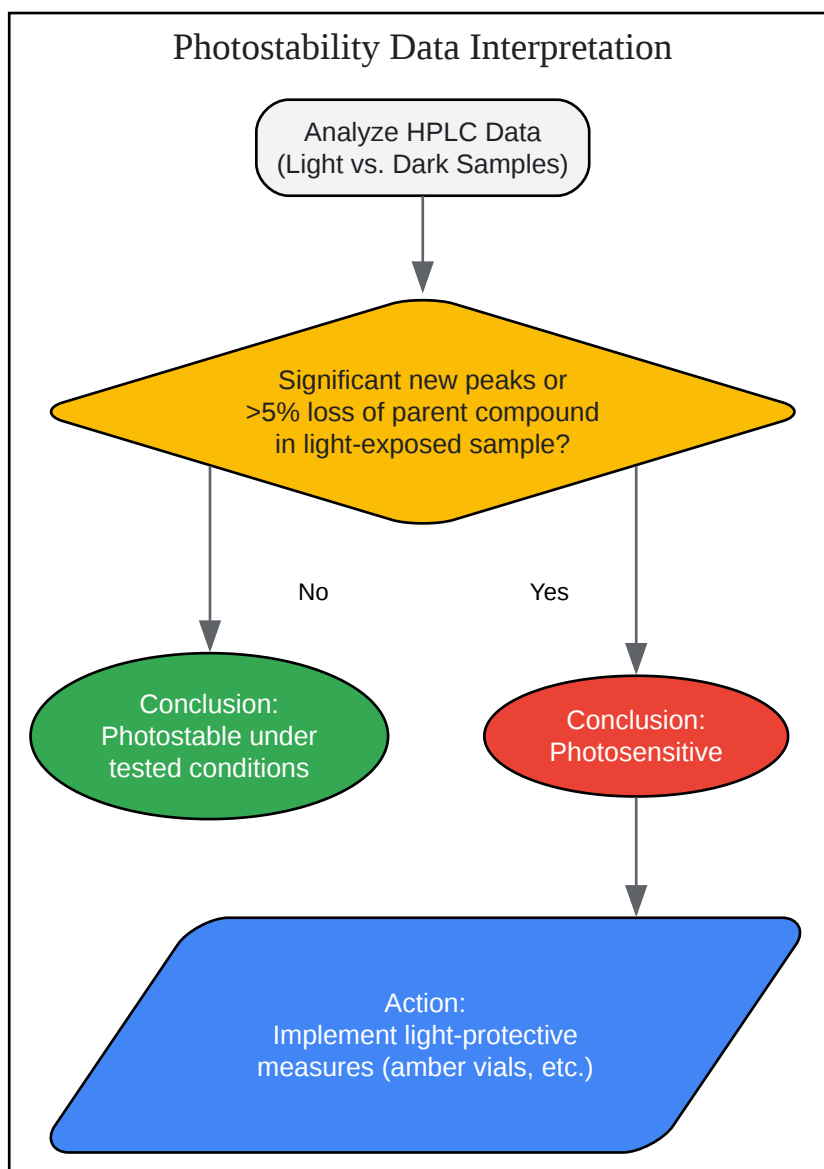 Photostability Data Interpretation
Analyze HPLC Data
(Light vs. Dark Samples)
Significant new peaks or
>5% loss of parent compound
in light-exposed sample?
No
Yes
Conclusion:
Photostable under
tested conditions
Conclusion:
Photosensitive
Action:
Implement light-protective
measures (amber vials, etc.)